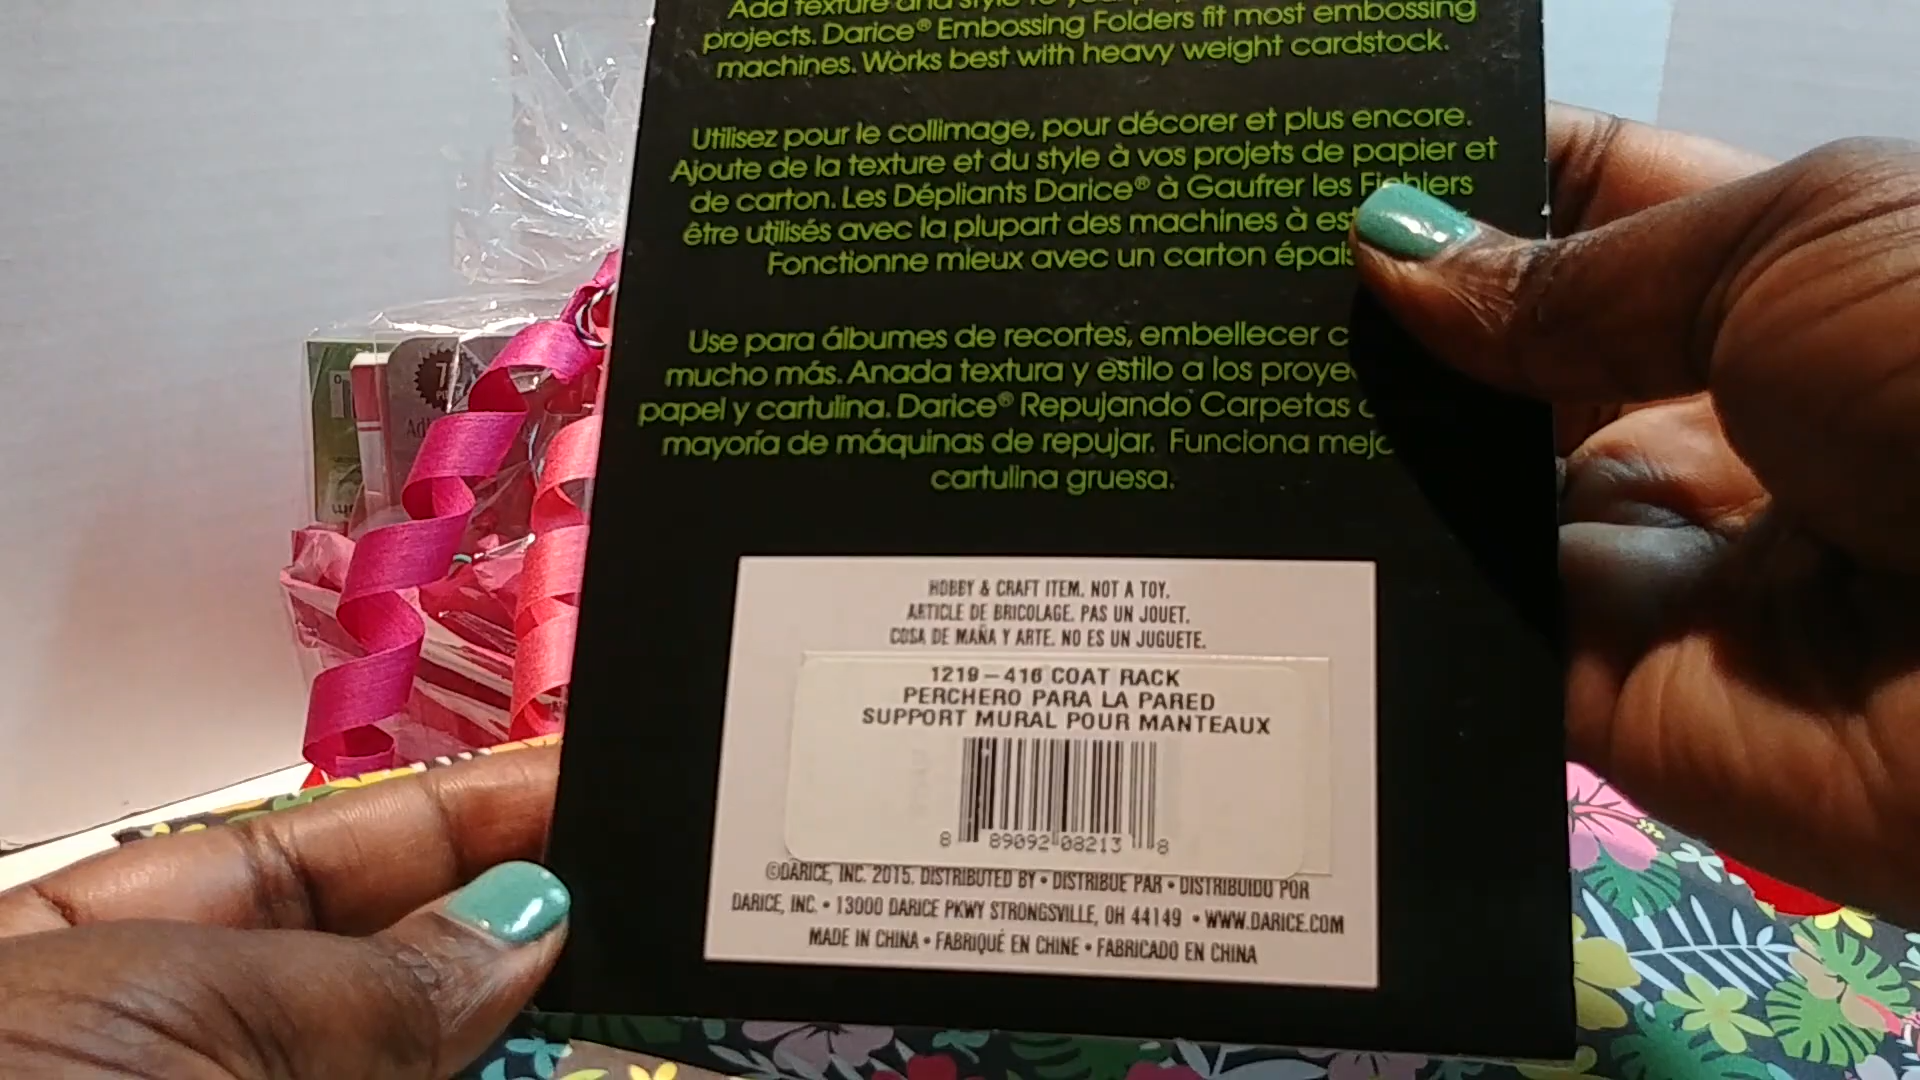 Add texture and style to
projects. Darice® Embossing Folders fit most embossing
machines. Works best with heavy weight cardstock.
Utilisez pour le collimage, pour décorer et plus encore.
Ajoute de la texture et du style à vos projets de papier et
de carton. Les Dépliants Darice® à Gaufrer les Fichiers
être utilisés avec la plupart des machines à
Fonctionne mieux avec un carton épais
Use para álbumes de recortes, embellecer
mucho más. Anada textura y estilo a los
papel y cartulina. Darice® Repujando Carpetas
mayoría de máquinas de repujar. Funciona
cartulina gruesa.
HOBBY & CRAFT ITEM. NOT A TOY.
ARTICLE DE BRICOLAGE. PAS UN JOUET.
COSA DE MAÑA Y ARTE. NO ES UN JUGUETE.
1219-416 COAT RACK
PERCHERO PARA LA PARED
SUPPORT MURAL POUR MANTEAUX
8 89092 08213 8
©DARICE, INC. 2015. DISTRIBUTED BY • DISTRIBUÉ PAR • DISTRIBUIDO POR
DARICE, INC. • 13000 DARICE PKWY STRONGSVILLE, OH 44149 • WWW.DARICE.COM
MADE IN CHINA • FABRIQUÉ EN CHINE • FABRICADO EN CHINA